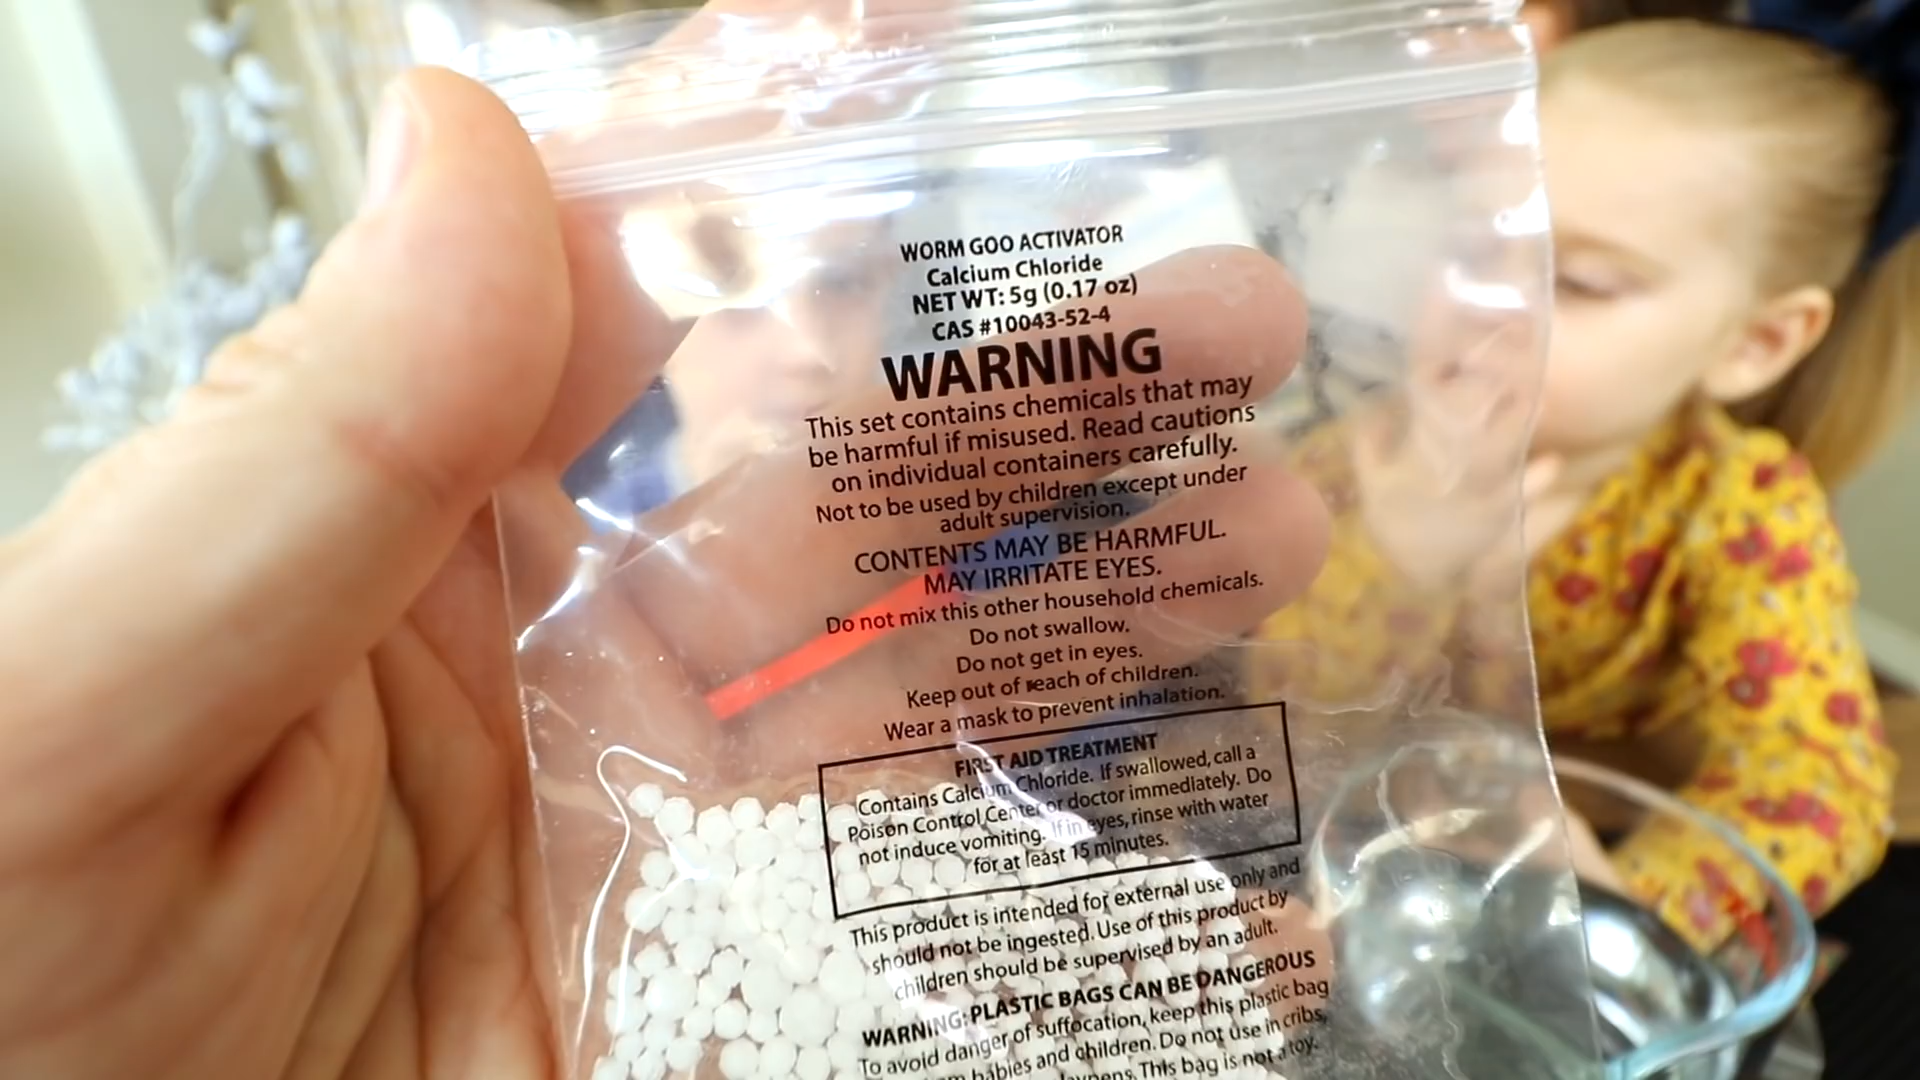 WORM GOO ACTIVATOR
Calcium Chloride
NET WT: 5g (0.17 oz)
CAS #10043-52-4
WARNING
This set contains chemicals that may
be harmful if misused. Read cautions
on individual containers carefully.
Not to be used by children except under
adult supervision.
CONTENTS MAY BE HARMFUL.
MAY IRRITATE EYES.
Do not mix this other household chemicals.
Do not swallow.
Do not get in eyes.
Keep out of reach of children.
Wear a mask to prevent inhalation.
FIRST AID TREATMENT
Contains Calcium Chloride. If swallowed, call a
Poison Control Center or doctor immediately. Do
not induce vomiting. If in eyes, rinse with water
for at least 15 minutes.
This product is intended for external use only and
should not be ingested. Use of this product by
children should be supervised by an adult.
WARNING: PLASTIC BAGS CAN BE DANGEROUS
To avoid danger of suffocation, keep this plastic bag
babies and children. Do not use in cribs,
This bag is not a toy.